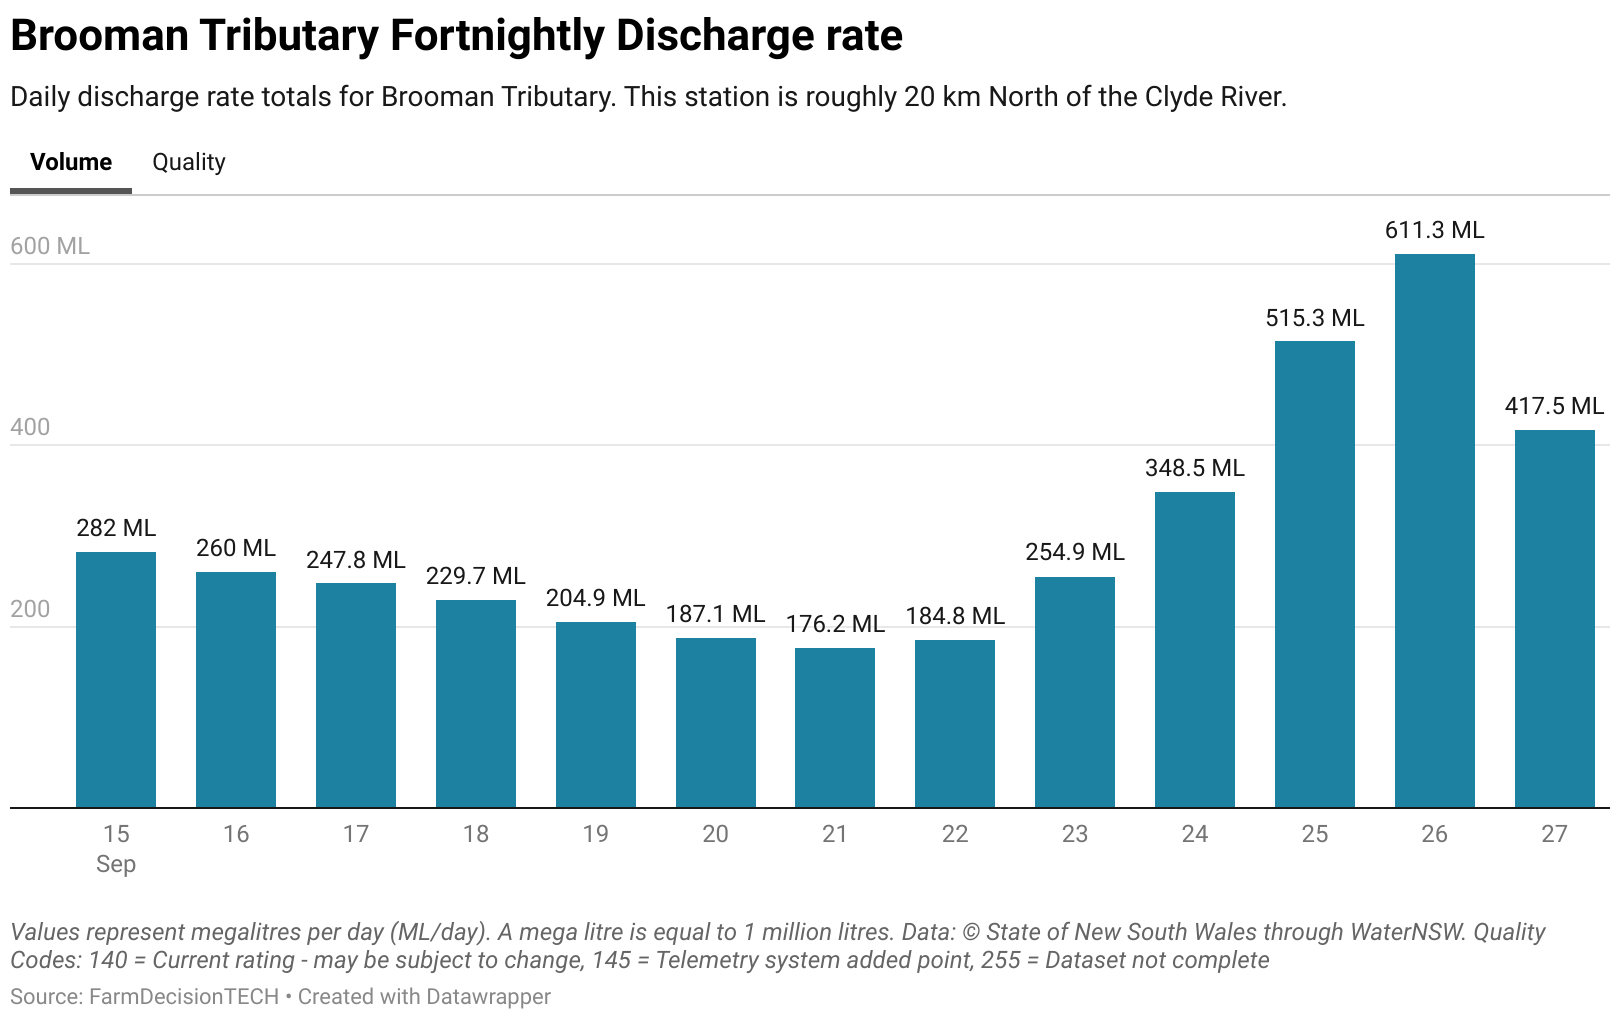 Brooman Tributary Fortnightly Discharge rate
Daily discharge rate totals for Brooman Tributary. This station is roughly 20 km North of the Clyde River.
Volume Quality
600 ML
400
200
282 ML
260 ML
247.8 ML
229.7 ML
204.9 ML
187.1 ML
176.2 ML
184.8 ML
254.9 ML
348.5 ML
515.3 ML
611.3 ML
417.5 ML
15 16 17 18 19 20 21 22 23 24 25 26 27
Sep
Values represent megalitres per day (ML/day). A mega litre is equal to 1 million litres. Data: © State of New South Wales through WaterNSW. Quality
Codes: 140 = Current rating - may be subject to change, 145 = Telemetry system added point, 255 = Dataset not complete
Source: FarmDecisionTECH • Created with Datawrapper